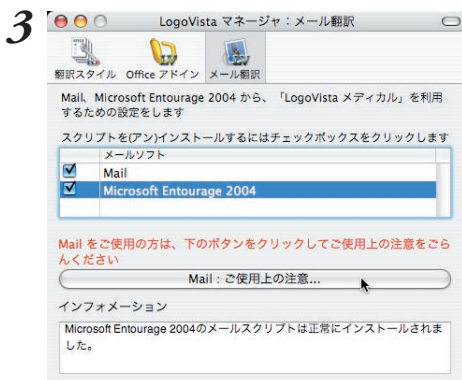 3
LogoVista マネージャ：メール翻訳
翻訳スタイル Office アドイン メール翻訳
Mail、Microsoft Entourage 2004 から、「LogoVista メディカル」を利用
するための設定をします
スクリプトを(アン)インストールするにはチェックボックスをクリックします
メールソフト
Mail
Microsoft Entourage 2004
Mail をご使用の方は、下のボタンをクリックしてご使用上の注意をごら
んください
Mail：ご使用上の注意...
インフォメーション
Microsoft Entourage 2004のメールスクリプトは正常にインストールされま
した。